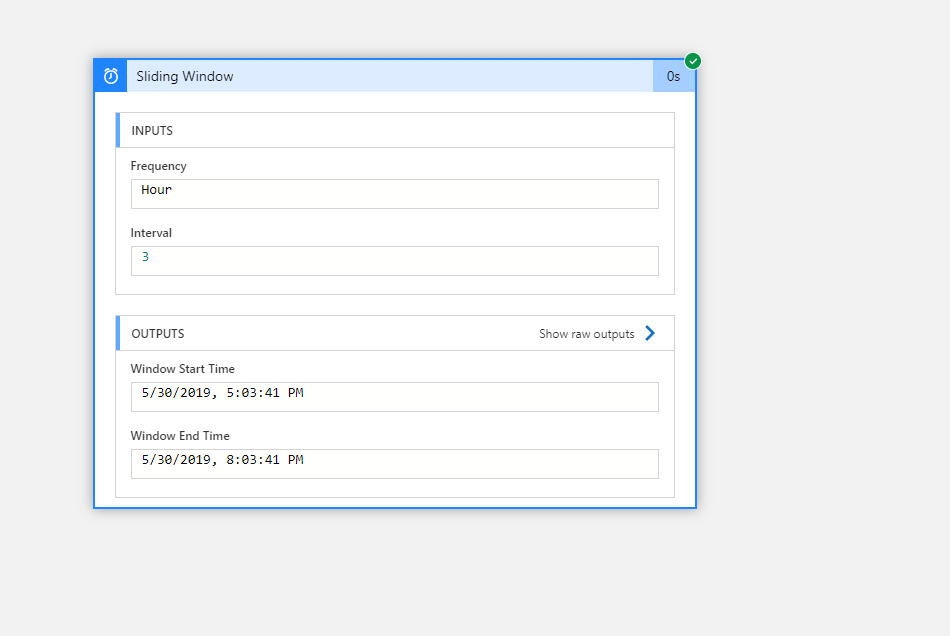 Sliding Window 0s
INPUTS
Frequency
Hour
Interval
3
OUTPUTS Show raw outputs
Window Start Time
5/30/2019, 5:03:41 PM
Window End Time
5/30/2019, 8:03:41 PM